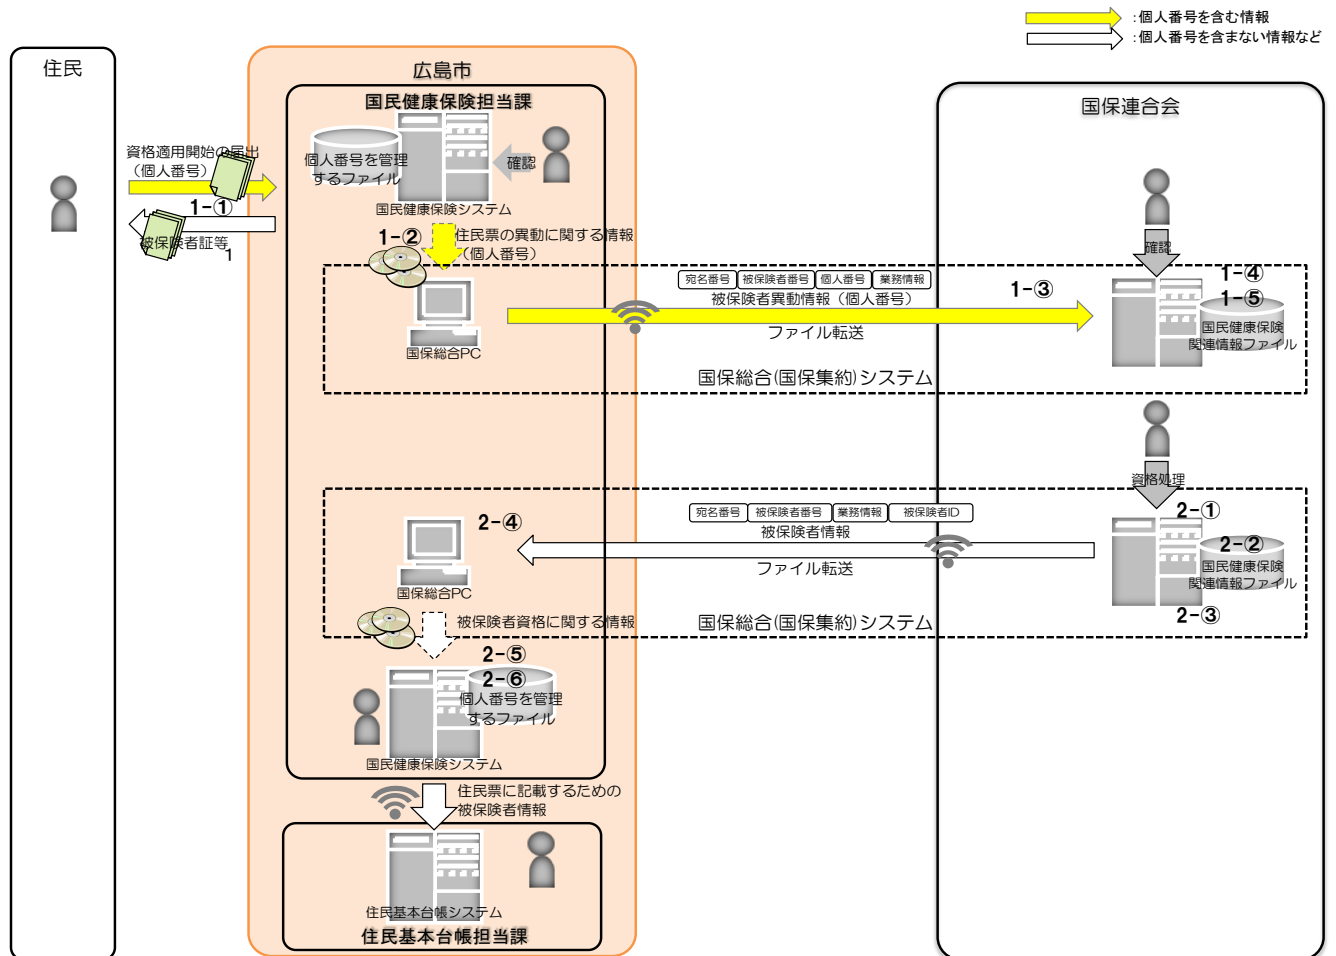 :個人番号を含む情報
:個人番号を含まない情報など
住民
広島市
国保連合会
国民健康保険担当課
資格適用開始の届出
（個人番号）
1-①
被保険者証等
1
個人番号を管理
するファイル
確認
国民健康保険システム
1-②
住民票の異動に関する情報
（個人番号）
国保総合PC
宛名番号
被保険者番号
個人番号
業務情報
被保険者異動情報（個人番号）
1-③
ファイル転送
国保総合(国保集約)システム
確認
1-④
1-⑤
国民健康保険
関連情報ファイル
資格処理
2-①
2-②
国民健康保険
関連情報ファイル
2-③
宛名番号
被保険者番号
業務情報
被保険者ID
被保険者情報
ファイル転送
国保総合(国保集約)システム
2-④
国保総合PC
被保険者資格に関する情報
2-⑤
2-⑥
個人番号を管理
するファイル
国民健康保険システム
住民票に記載するための
被保険者情報
住民基本台帳システム
住民基本台帳担当課